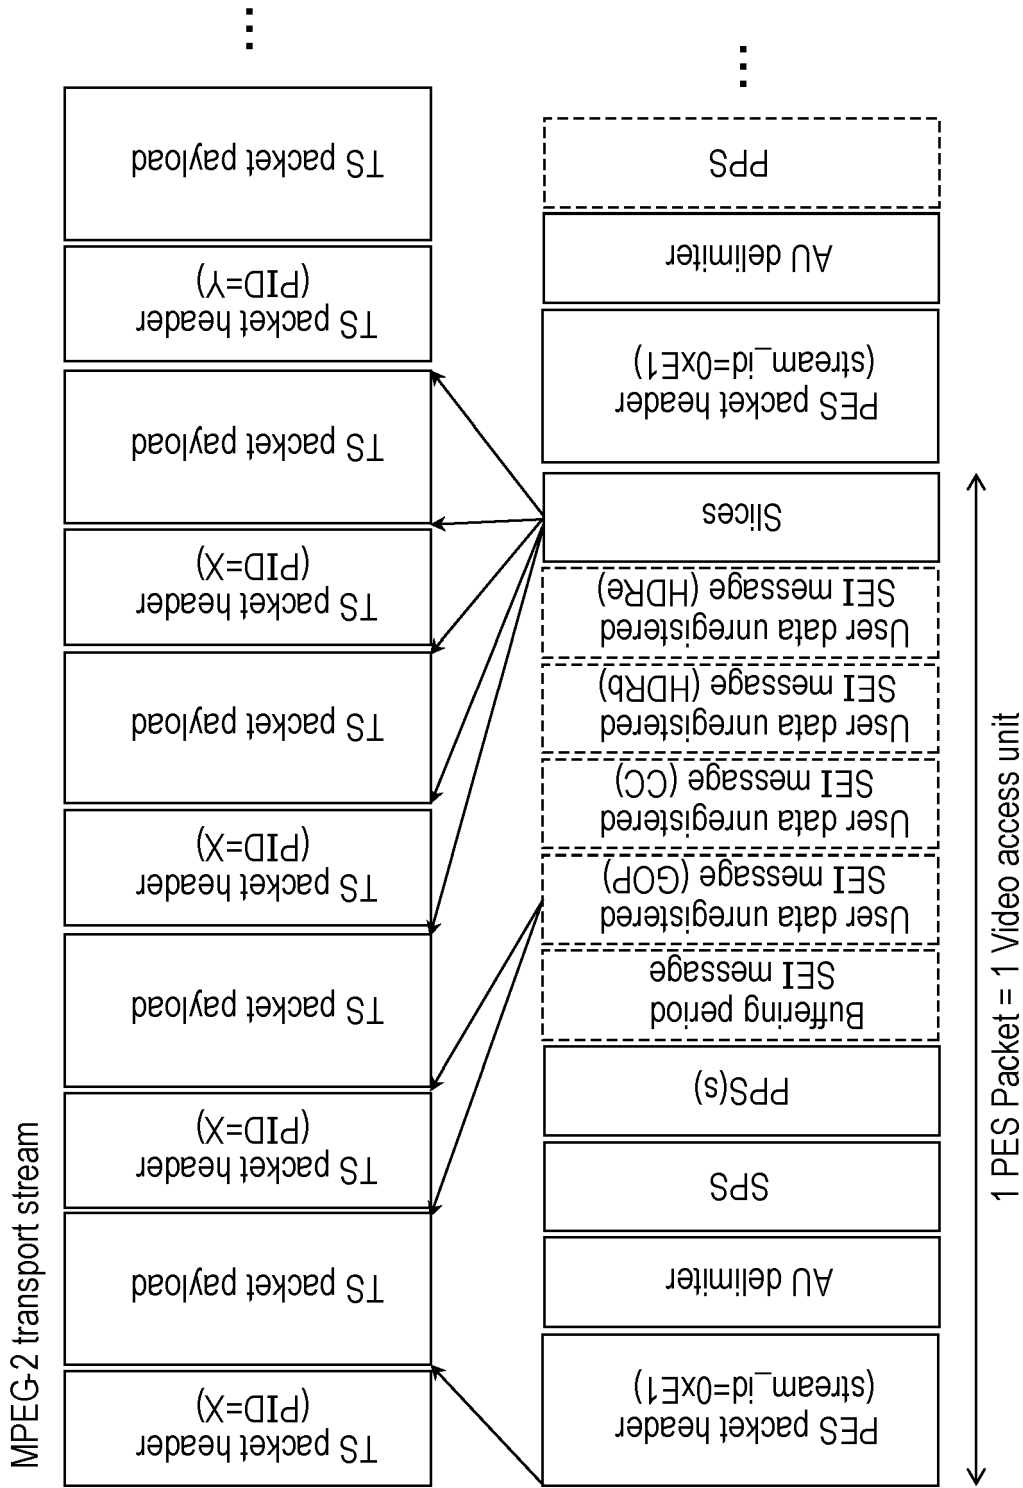 MPEG-2 transport stream
TS packet header
(PID=X)
TS packet payload
TS packet header
(PID=X)
TS packet payload
TS packet header
(PID=X)
TS packet payload
TS packet header
(PID=X)
TS packet payload
TS packet header
(PID=Y)
TS packet payload
...
PES packet header
(stream_id=0xE1)
AU delimiter
SPS
PPS(s)
Buffering period
SEI message
User data unregistered
SEI message (GOP)
User data unregistered
SEI message (CC)
User data unregistered
SEI message (HDRb)
User data unregistered
SEI message (HDRe)
Slices
PES packet header
(stream_id=0xE1)
AU delimiter
PPS
...
1 PES Packet = 1 Video access unit